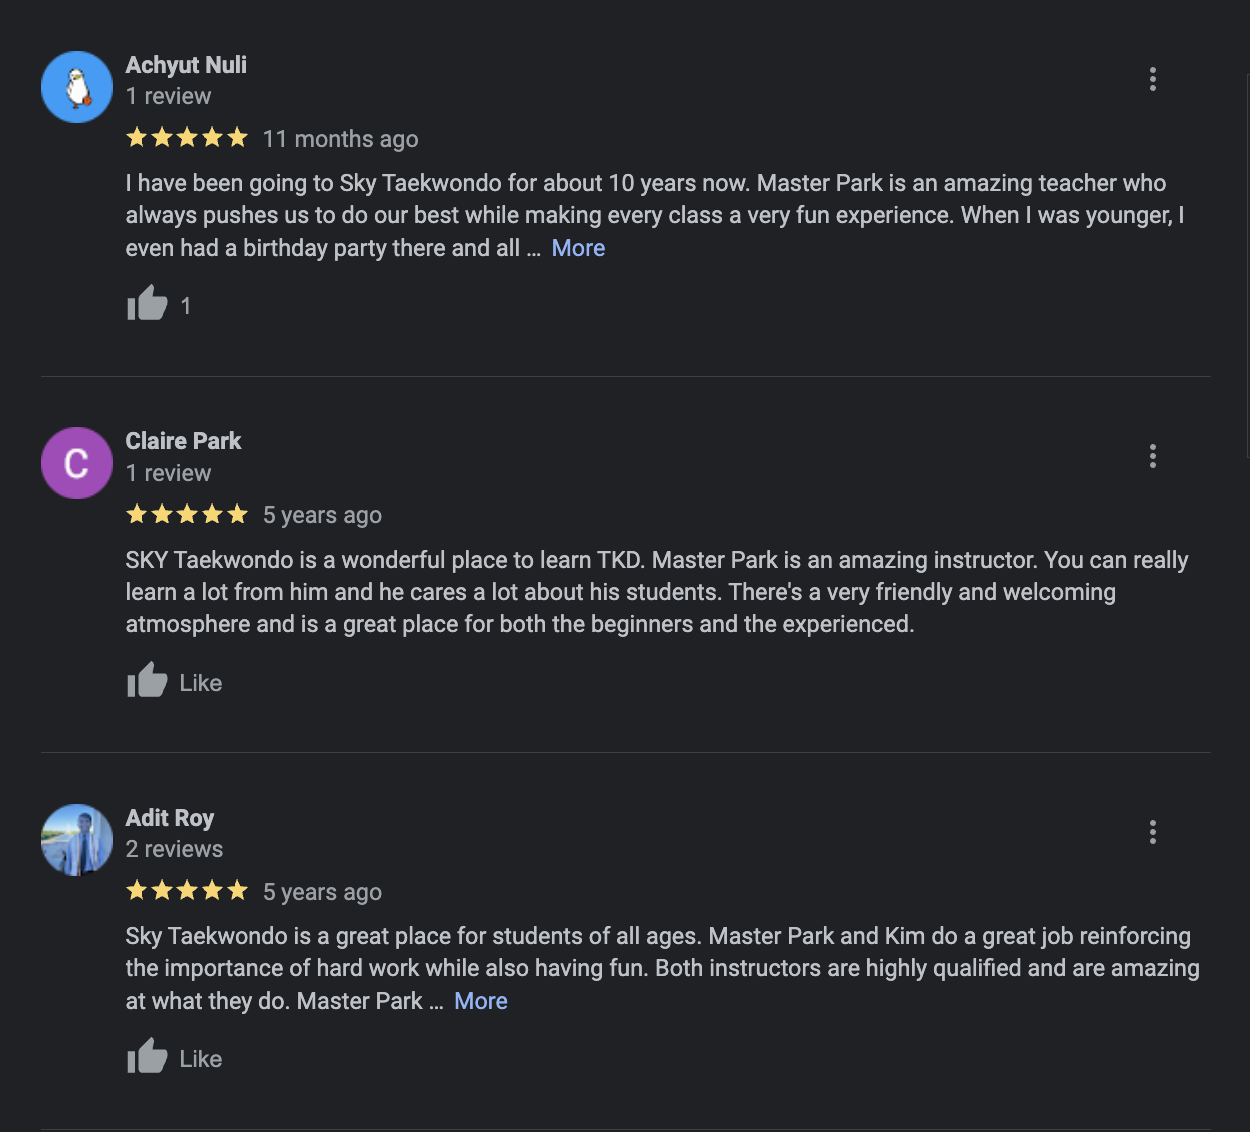 Achyut Nuli
1 review
11 months ago
I have been going to Sky Taekwondo for about 10 years now. Master Park is an amazing teacher who
always pushes us to do our best while making every class a very fun experience. When I was younger, I
even had a birthday party there and all ... More
1
C
Claire Park
1 review
5 years ago
SKY Taekwondo is a wonderful place to learn TKD. Master Park is an amazing instructor. You can really
learn a lot from him and he cares a lot about his students. There's a very friendly and welcoming
atmosphere and is a great place for both the beginners and the experienced.
Like
Adit Roy
2 reviews
5 years ago
Sky Taekwondo is a great place for students of all ages. Master Park and Kim do a great job reinforcing
the importance of hard work while also having fun. Both instructors are highly qualified and are amazing
at what they do. Master Park ... More
Like